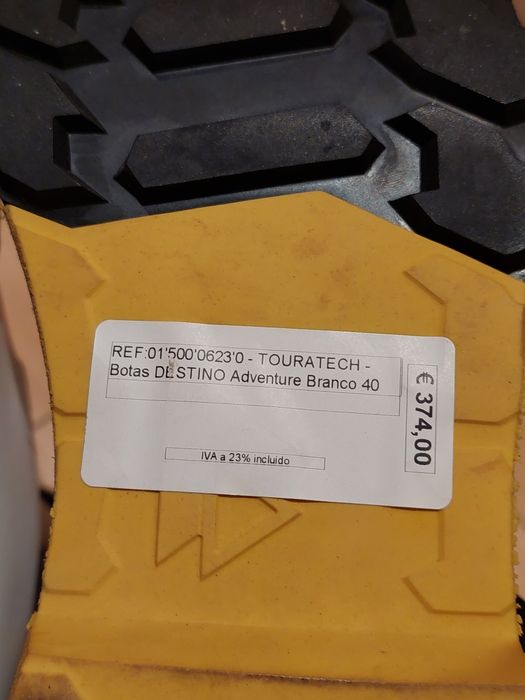 REF:01'500'0623'0 - TOURATECH -
Botas DESTINO Adventure Branco 40
€ 374,00
IVA a 23% incluido